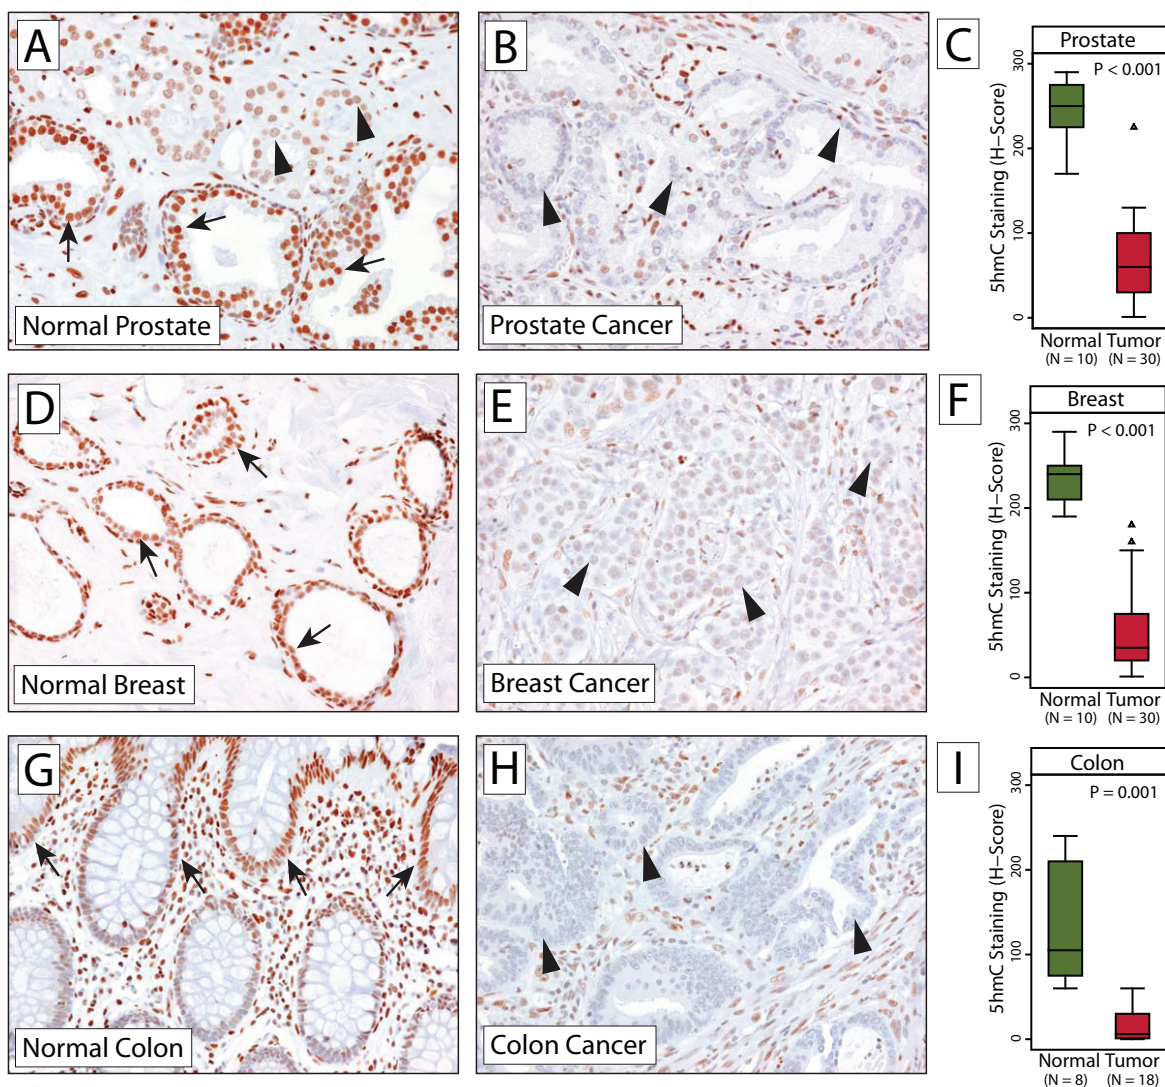 A
Normal Prostate
B
Prostate Cancer
C
Prostate
P < 0.001
5hmC Staining (H−Score)
300
200
100
0
Normal Tumor
(N = 10) (N = 30)
D
Normal Breast
E
Breast Cancer
F
Breast
P < 0.001
5hmC Staining (H−Score)
300
200
100
0
Normal Tumor
(N = 10) (N = 30)
G
Normal Colon
H
Colon Cancer
I
Colon
P = 0.001
5hmC Staining (H−Score)
300
200
100
0
Normal Tumor
(N = 8) (N = 18)